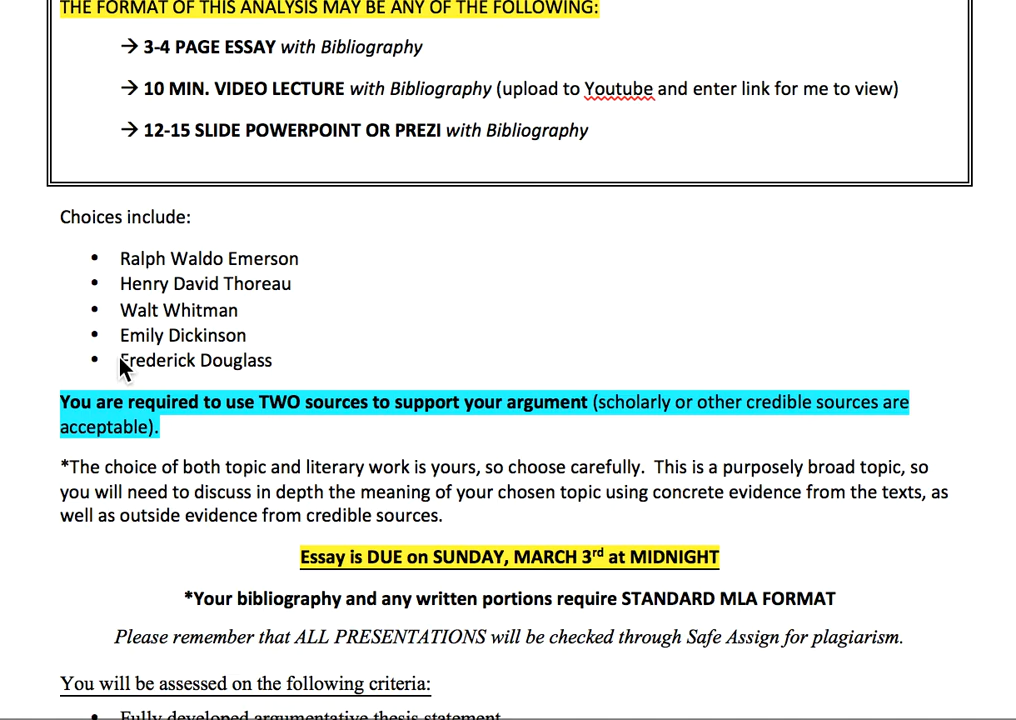 THE FORMAT OF THIS ANALYSIS MAY BE ANY OF THE FOLLOWING:
→ 3-4 PAGE ESSAY with Bibliography
→ 10 MIN. VIDEO LECTURE with Bibliography (upload to Youtube and enter link for me to view)
→ 12-15 SLIDE POWERPOINT OR PREZI with Bibliography
Choices include:
• Ralph Waldo Emerson
• Henry David Thoreau
• Walt Whitman
• Emily Dickinson
• Frederick Douglass
You are required to use TWO sources to support your argument (scholarly or other credible sources are
acceptable).
*The choice of both topic and literary work is yours, so choose carefully. This is a purposely broad topic, so
you will need to discuss in depth the meaning of your chosen topic using concrete evidence from the texts, as
well as outside evidence from credible sources.
Essay is DUE on SUNDAY, MARCH 3rd at MIDNIGHT
*Your bibliography and any written portions require STANDARD MLA FORMAT
Please remember that ALL PRESENTATIONS will be checked through Safe Assign for plagiarism.
You will be assessed on the following criteria:
• Fully developed argumentative thesis statement